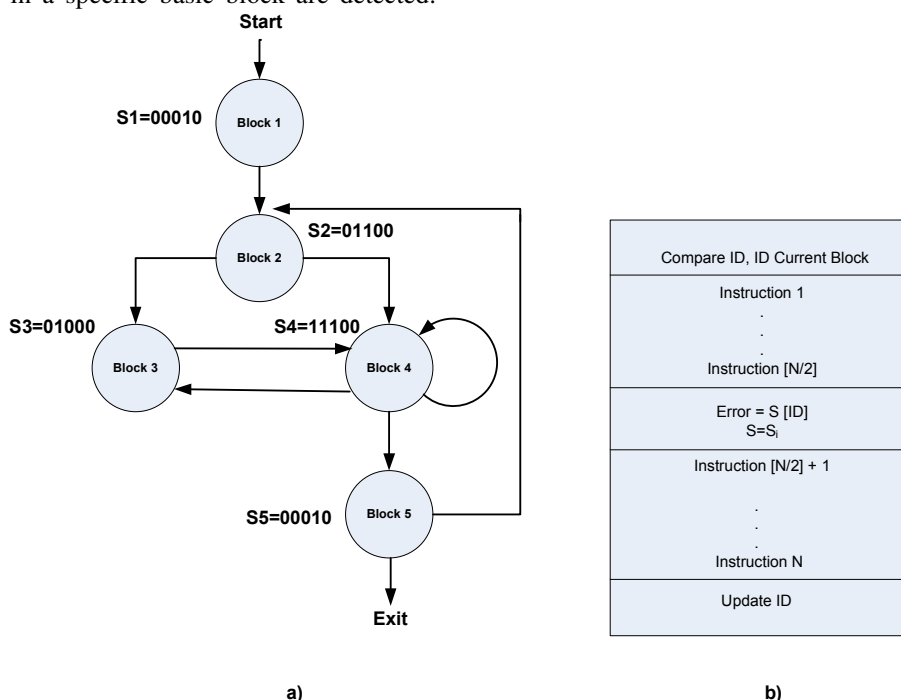 in a specific basic block are detected.
Start
S1=00010
Block 1
S2=01100
Block 2
S3=01000
S4=11100
Block 3
Block 4
S5=00010
Block 5
Exit
a)
Compare ID, ID Current Block
Instruction 1
.
.
.
Instruction [N/2]
Error = S [ID]
S=Si
Instruction [N/2] + 1
.
.
.
Instruction N
Update ID
b)